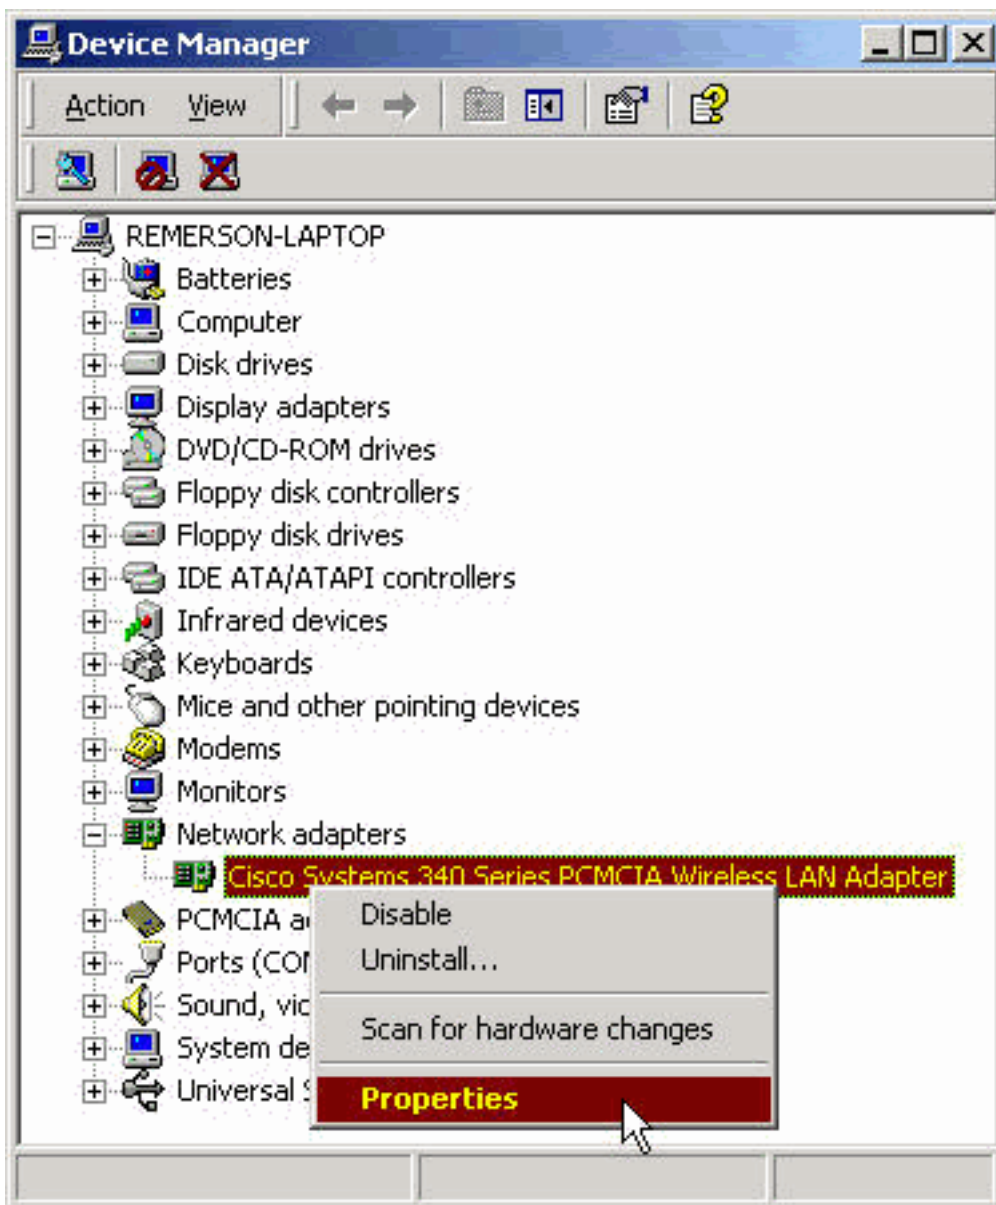 Device Manager
Action View
REMERSON-LAPTOP
Batteries
Computer
Disk drives
Display adapters
DVD/CD-ROM drives
Floppy disk controllers
Floppy disk drives
IDE ATA/ATAPI controllers
Infrared devices
Keyboards
Mice and other pointing devices
Modems
Monitors
Network adapters
Cisco Systems 340 Series PCMCIA Wireless LAN Adapter
PCMCIA
Ports
Sound,
System
Universal
Disable
Uninstall...
Scan for hardware changes
Properties